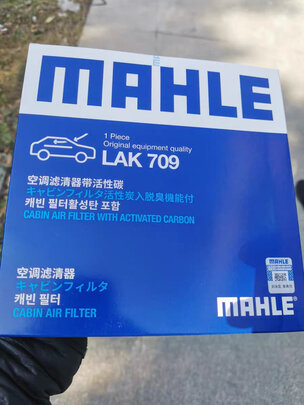 MAHLE
1 Piece
Original equipment quality
LAK 709
空调滤清器带活性碳
キャビンフィルタ活性炭入脱臭機能付
캐빈 필터활성탄 포함
CABIN AIR FILTER WITH ACTIVATED CARBON
空调滤清器
キャビンフィルタ
캐빈 필터
CABIN AIR FILTER
MAHLE